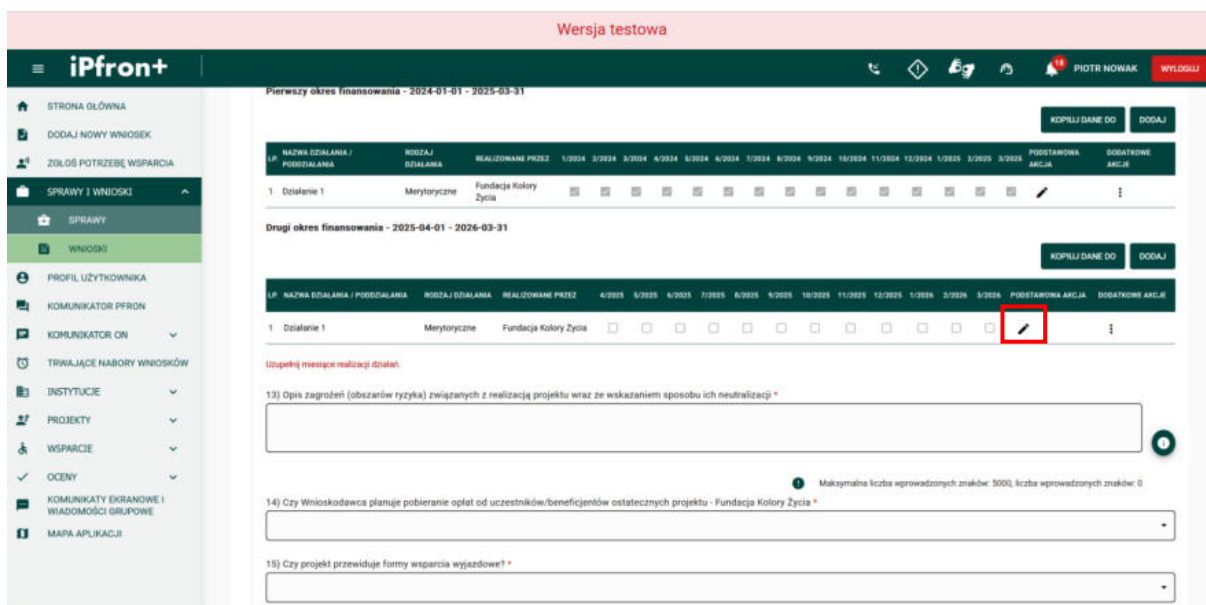 Wersja testowa
iPfron+
18
PIOTR NOWAK
WYLOGUJ
STRONA GŁÓWNA
DODAJ NOWY WNIOSEK
ZGŁOŚ POTRZEBĘ WSPARCIA
SPRAWY I WNIOSKI
SPRAWY
WNIOSKI
PROFIL UŻYTKOWNIKA
KOMUNIKATOR PFRON
KOMUNIKATOR ON
TRWAJĄCE NABORY WNIOSKÓW
INSTYTUCJE
PROJEKTY
WSPARCIE
OCENY
KOMUNIKATY EKRANOWE I
WIADOMOŚCI GRUPOWE
MAPA APLIKACJI
Pierwszy okres finansowania - 2024-01-01 - 2025-03-31
KOPIUJ DANE DO DODAJ
LP. NAZWA DZIAŁANIA / PODDZIAŁANIA RODZAJ DZIAŁANIA REALIZOWANE PRZEZ 1/2024 2/2024 3/2024 4/2024 5/2024 6/2024 7/2024 8/2024 9/2024 10/2024 11/2024 12/2024 1/2025 2/2025 3/2025 PODSTAWOWA AKCJA DODATKOWE AKCJE
1 Działanie 1 Merytoryczne Fundacja Kolory Życia
Drugi okres finansowania - 2025-04-01 - 2026-03-31
KOPIUJ DANE DO DODAJ
LP. NAZWA DZIAŁANIA / PODDZIAŁANIA RODZAJ DZIAŁANIA REALIZOWANE PRZEZ 4/2025 5/2025 6/2025 7/2025 8/2025 9/2025 10/2025 11/2025 12/2025 1/2026 2/2026 3/2026 PODSTAWOWA AKCJA DODATKOWE AKCJE
1 Działanie 1 Merytoryczne Fundacja Kolory Życia
Uzupełnij miesiące realizacji działań.
13) Opis zagrożeń (obszarów ryzyka) związanych z realizacją projektu wraz ze wskazaniem sposobu ich neutralizacji *
Maksymalna liczba wprowadzonych znaków: 5000, liczba wprowadzonych znaków: 0
14) Czy Wnioskodawca planuje pobieranie opłat od uczestników/beneficjentów ostatecznych projektu - Fundacja Kolory Życia *
15) Czy projekt przewiduje formy wsparcia wyjazdowe? *